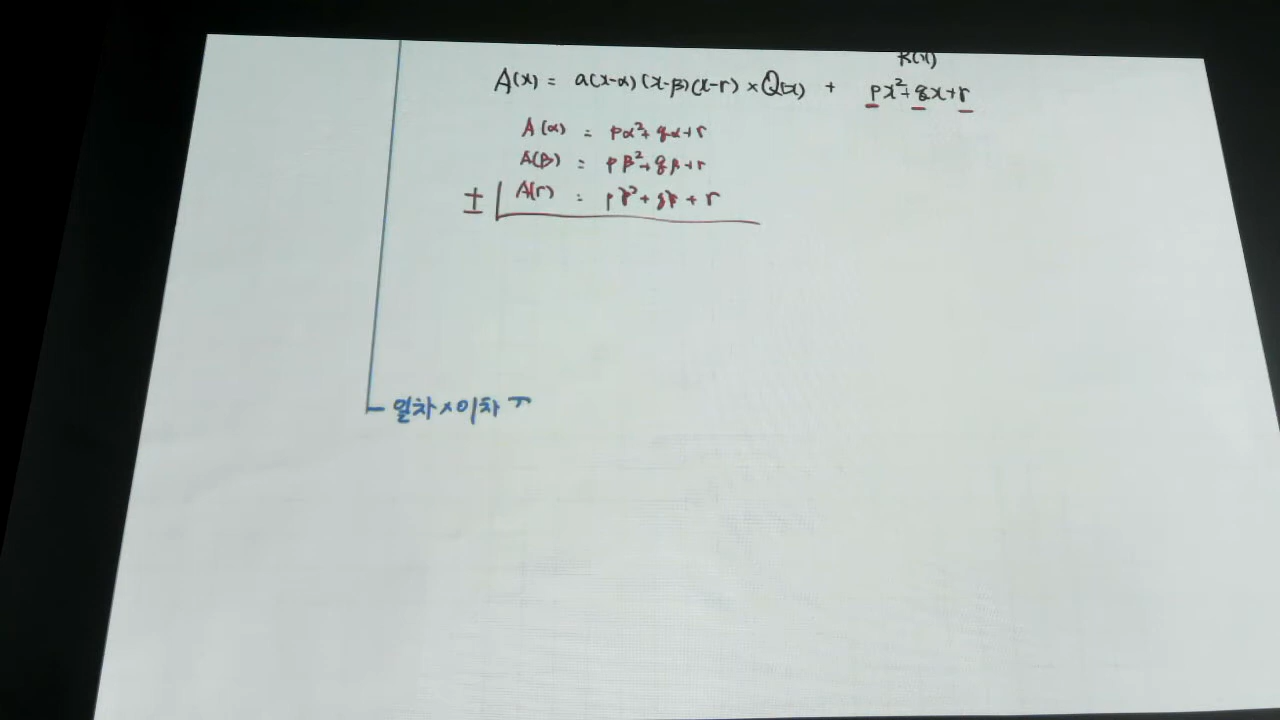 R(x)
A(x) = a(x-α)(x-β)(x-r) × Q(x) + px²+qx+r
A(α) = pα²+qα+r
A(β) = pβ²+qβ+r
± A(r) = pr²+qr+r
일차×이차 ㅜ